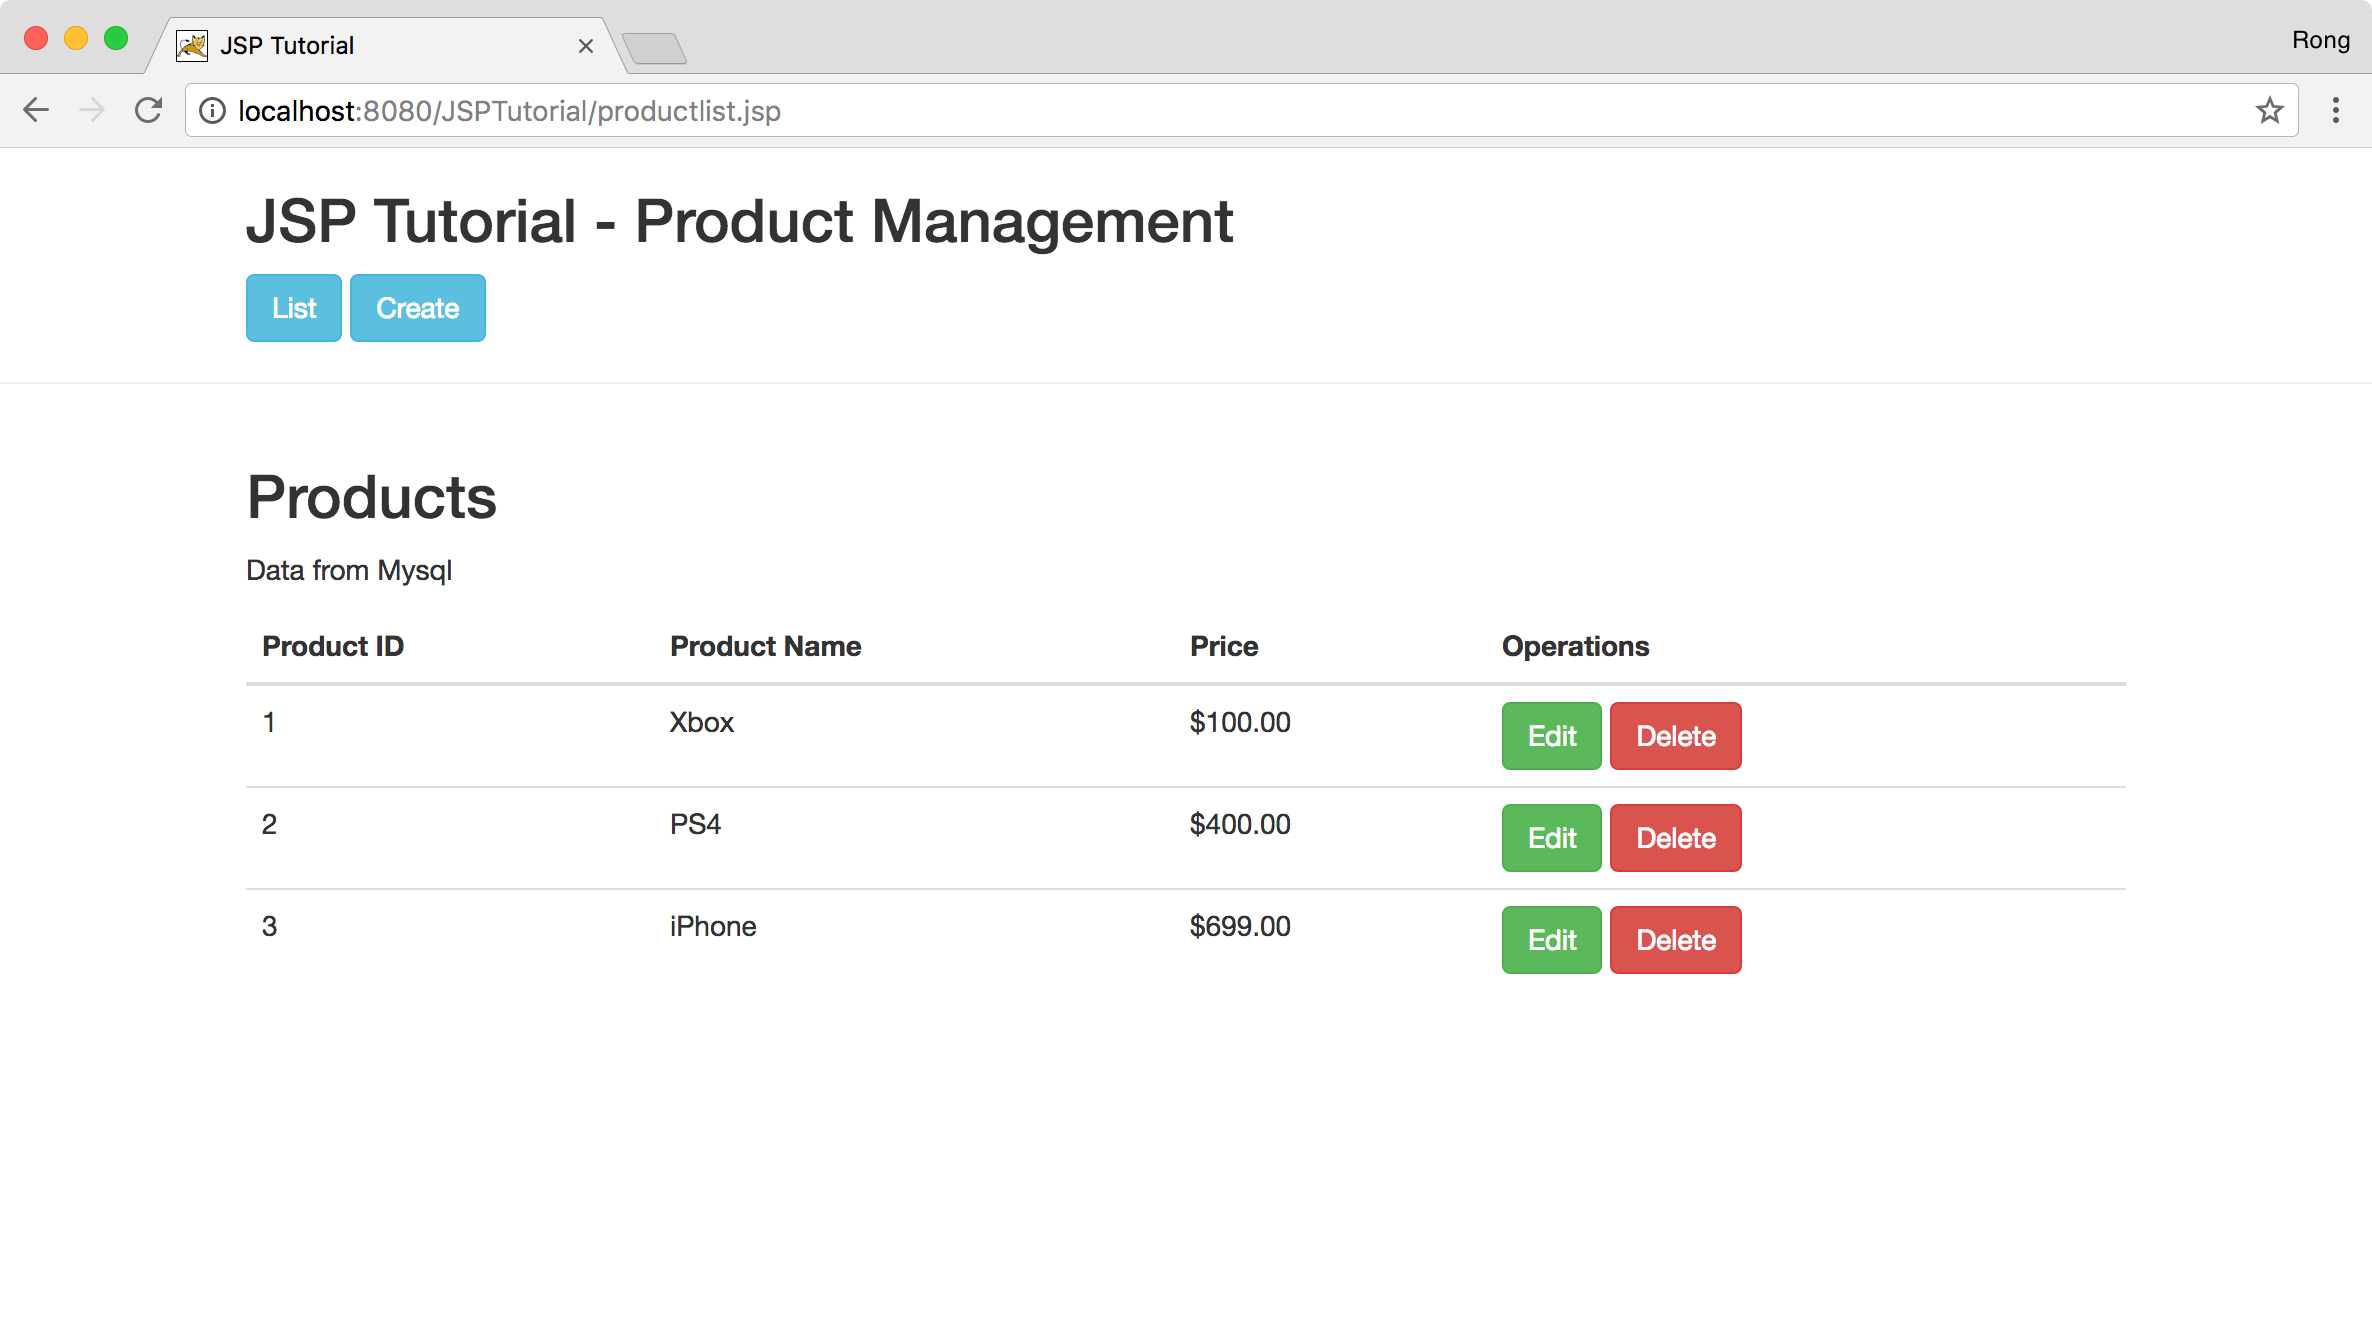 JSP Tutorial
Rong
localhost:8080/JSPTutorial/productlist.jsp
JSP Tutorial - Product Management
List Create
Products
Data from Mysql
Product ID Product Name Price Operations
1 Xbox $100.00 Edit Delete
2 PS4 $400.00 Edit Delete
3 iPhone $699.00 Edit Delete